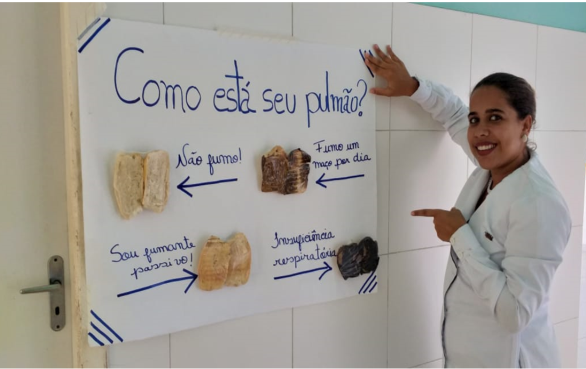 Como está seu pulmão?
Não fumo!
Fumo um
maço por dia
Sou fumante
passivo!
Insuficiência
respiratória